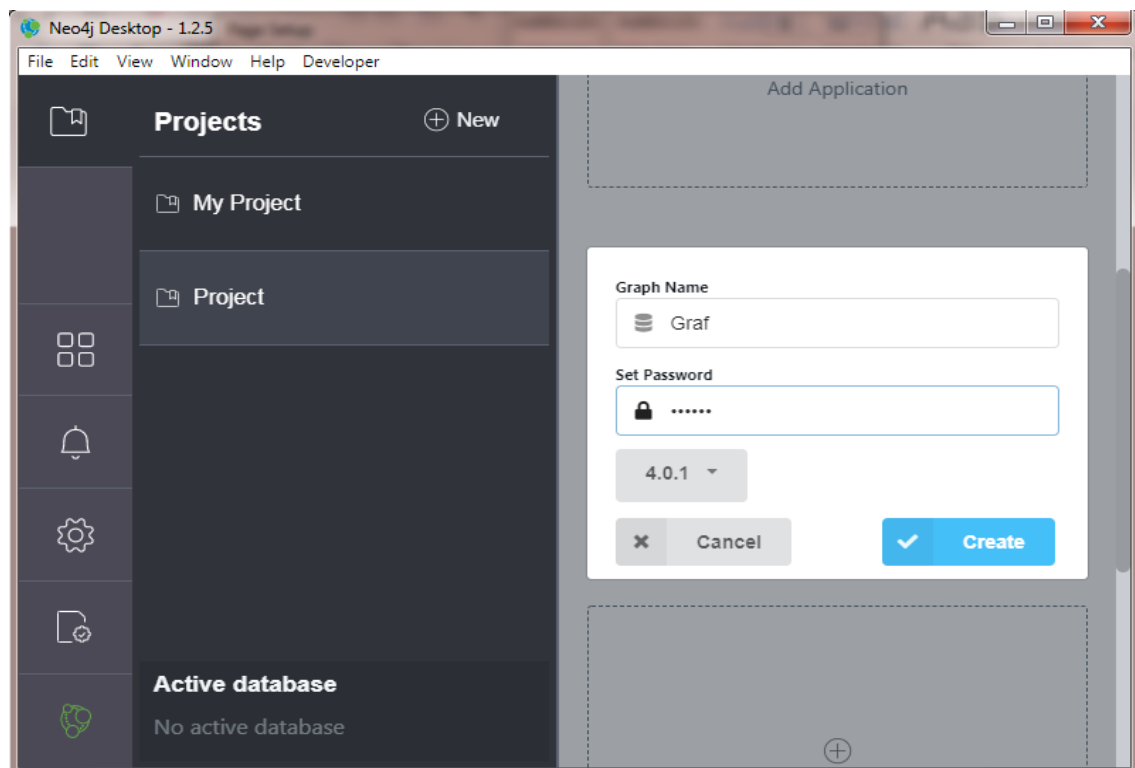 Neo4j Desktop - 1.2.5
File Edit View Window Help Developer
Projects
New
My Project
Project
Active database
No active database
Add Application
Graph Name
Graf
Set Password
••••••
4.0.1
Cancel
Create